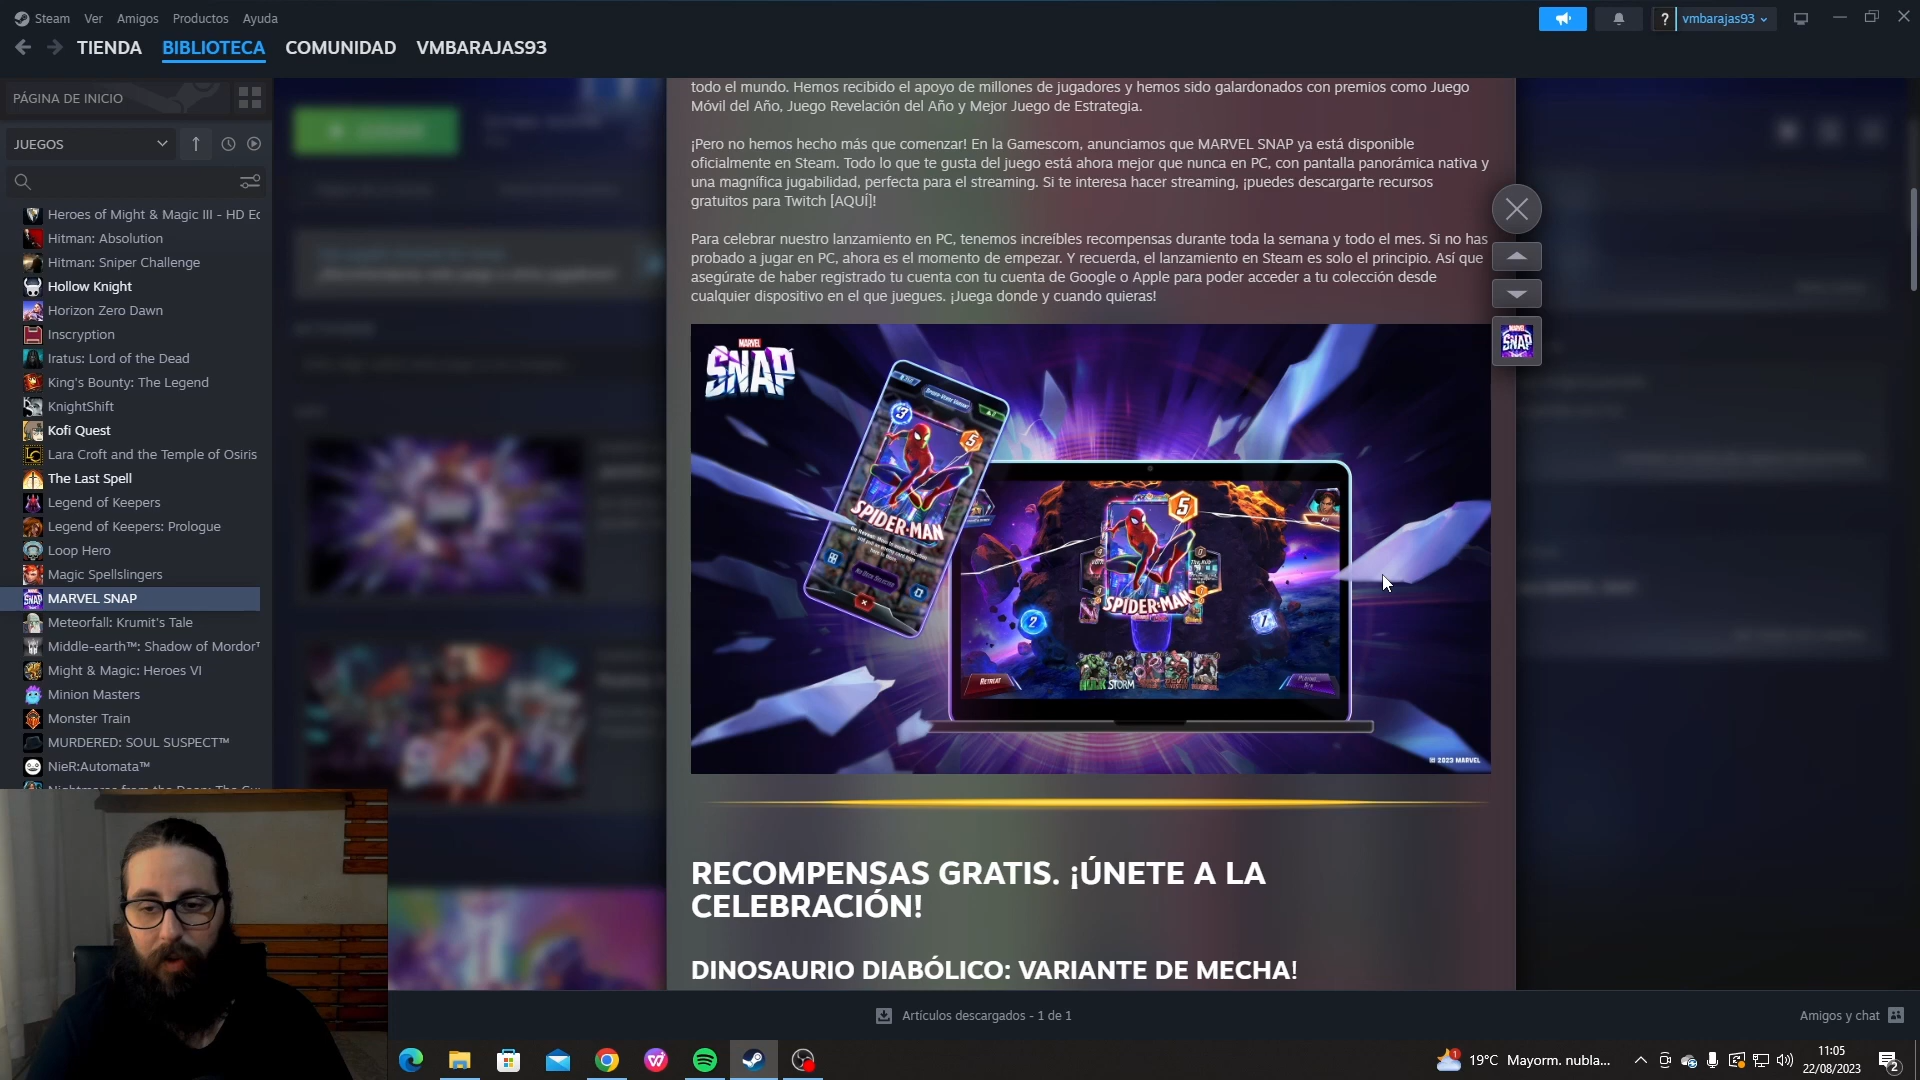 Steam Ver Amigos Productos Ayuda
? vmbarajas93
TIENDA BIBLIOTECA COMUNIDAD VMBARAJAS93
PÁGINA DE INICIO
JUEGOS
Heroes of Might & Magic III - HD Ec
Hitman: Absolution
Hitman: Sniper Challenge
Hollow Knight
Horizon Zero Dawn
Inscryption
Iratus: Lord of the Dead
King's Bounty: The Legend
KnightShift
Kofi Quest
Lara Croft and the Temple of Osiris
The Last Spell
Legend of Keepers
Legend of Keepers: Prologue
Loop Hero
Magic Spellslingers
MARVEL SNAP
Meteorfall: Krumit's Tale
Middle-earth™: Shadow of Mordor™
Might & Magic: Heroes VI
Minion Masters
Monster Train
MURDERED: SOUL SUSPECT™
NieR:Automata™
todo el mundo. Hemos recibido el apoyo de millones de jugadores y hemos sido galardonados con premios como Juego
Móvil del Año, Juego Revelación del Año y Mejor Juego de Estrategia.
¡Pero no hemos hecho más que comenzar! En la Gamescom, anunciamos que MARVEL SNAP ya está disponible
oficialmente en Steam. Todo lo que te gusta del juego está ahora mejor que nunca en PC, con pantalla panorámica nativa y
una magnífica jugabilidad, perfecta para el streaming. Si te interesa hacer streaming, ¡puedes descargarte recursos
gratuitos para Twitch [AQUÍ]!
Para celebrar nuestro lanzamiento en PC, tenemos increíbles recompensas durante toda la semana y todo el mes. Si no has
probado a jugar en PC, ahora es el momento de empezar. Y recuerda, el lanzamiento en Steam es solo el principio. Así que
asegúrate de haber registrado tu cuenta con tu cuenta de Google o Apple para poder acceder a tu colección desde
cualquier dispositivo en el que juegues. ¡Juega donde y cuando quieras!
MARVEL
SNAP
3
5
SPIDER-MAN
5
SPIDER-MAN
2
HULK STORM
RETREAT
© 2023 MARVEL
MARVEL
SNAP
RECOMPENSAS GRATIS. ¡ÚNETE A LA
CELEBRACIÓN!
DINOSAURIO DIABÓLICO: VARIANTE DE MECHA!
Artículos descargados - 1 de 1
Amigos y chat
1
19°C Mayorm. nubla...
11:05
22/08/2023
2